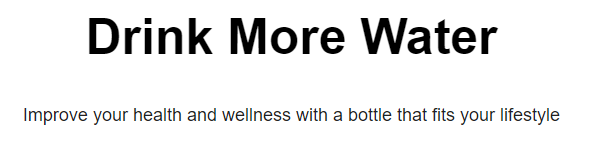 Drink More Water
Improve your health and wellness with a bottle that fits your lifestyle